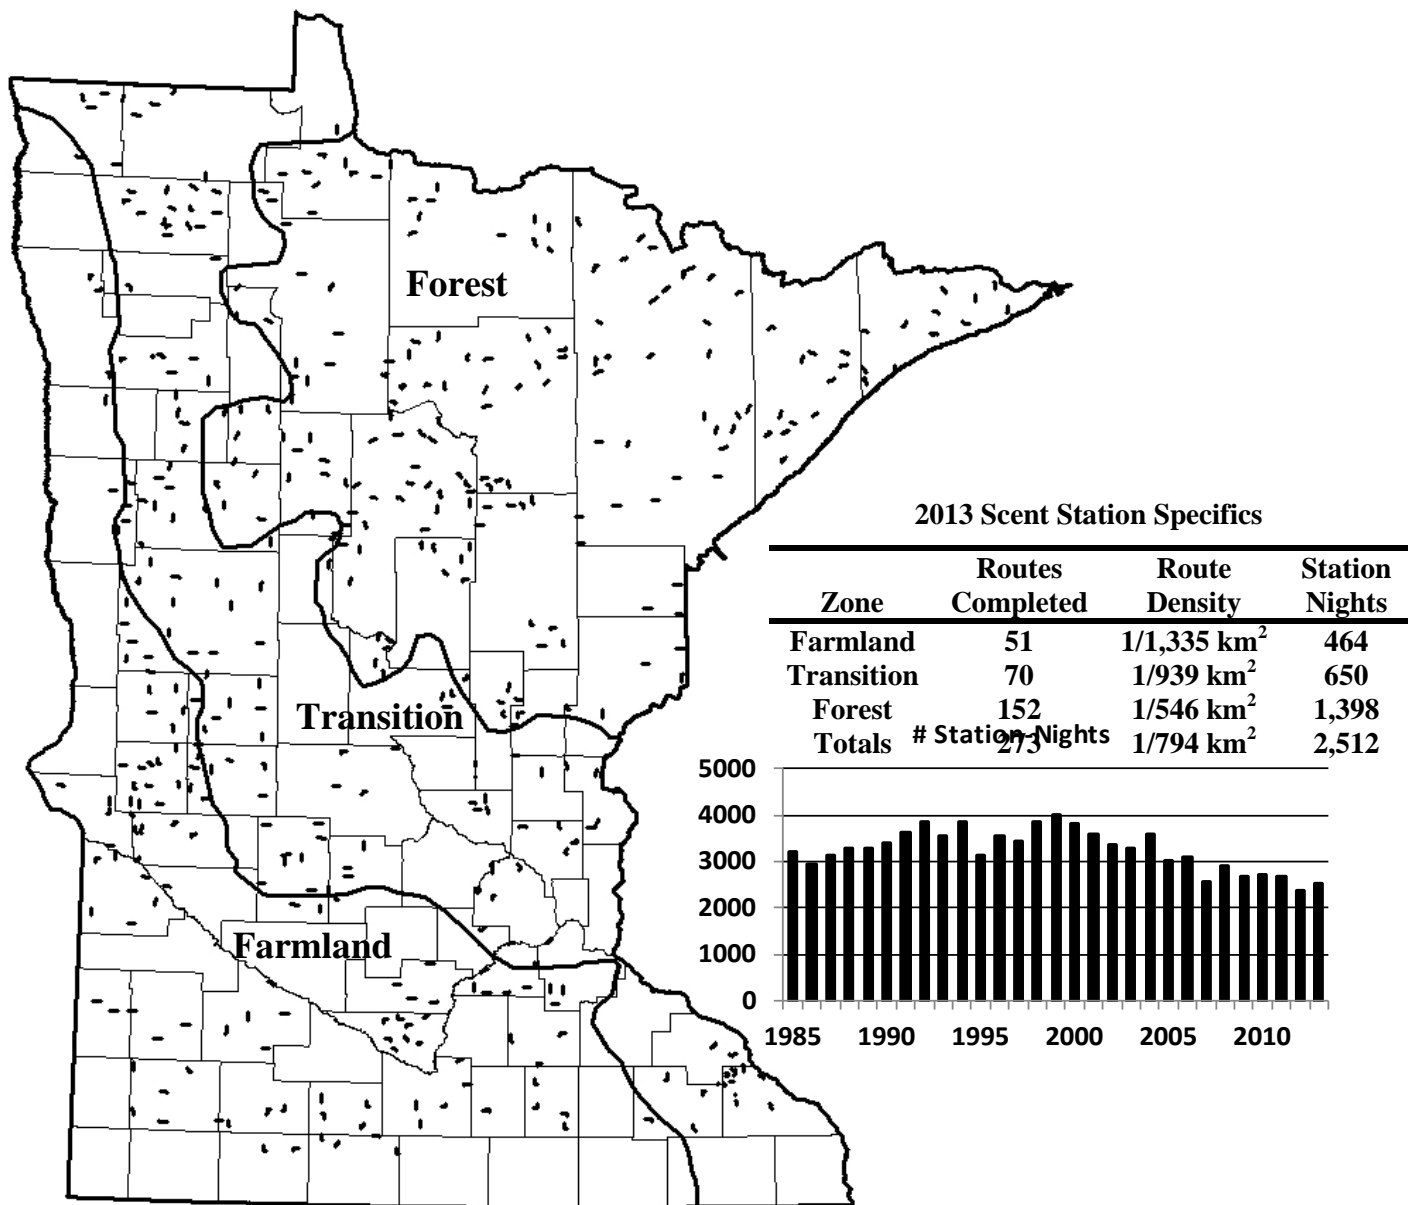 Forest
Transition
Farmland
2013 Scent Station Specifics
Routes Route Station
Zone Completed Density Nights
Farmland 51 1/1,335 km² 464
Transition 70 1/939 km² 650
Forest 152 1/546 km² 1,398
Totals 273 1/794 km² 2,512
# Station-Nights
5000
4000
3000
2000
1000
0
1985 1990 1995 2000 2005 2010